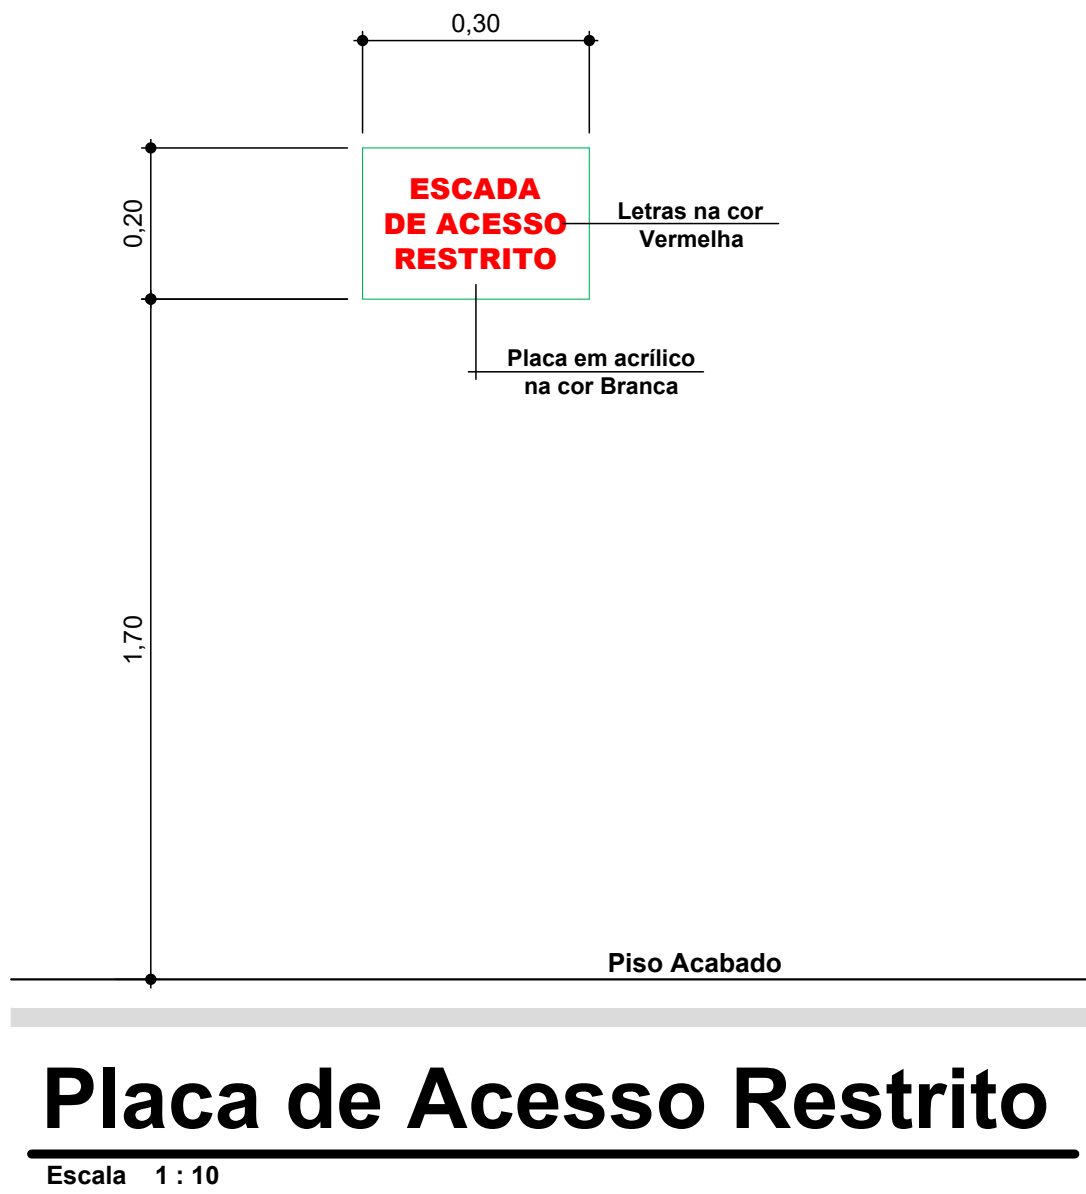 0,30
0,20
ESCADA
DE ACESSO
RESTRITO
Letras na cor
Vermelha
Placa em acrílico
na cor Branca
1,70
Piso Acabado
Placa de Acesso Restrito
Escala 1 : 10